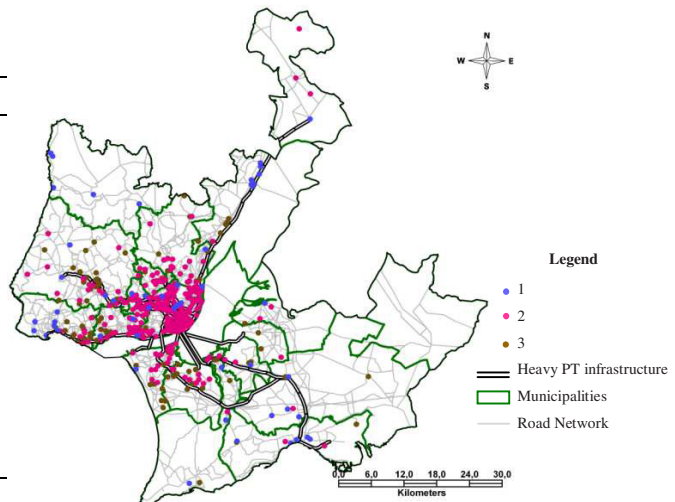 N
W E
S
Legend
1
2
3
Heavy PT infrastructure
Municipalities
Road Network
0,0 6,0 12,0 18,0 24,0 30,0
Kilometers